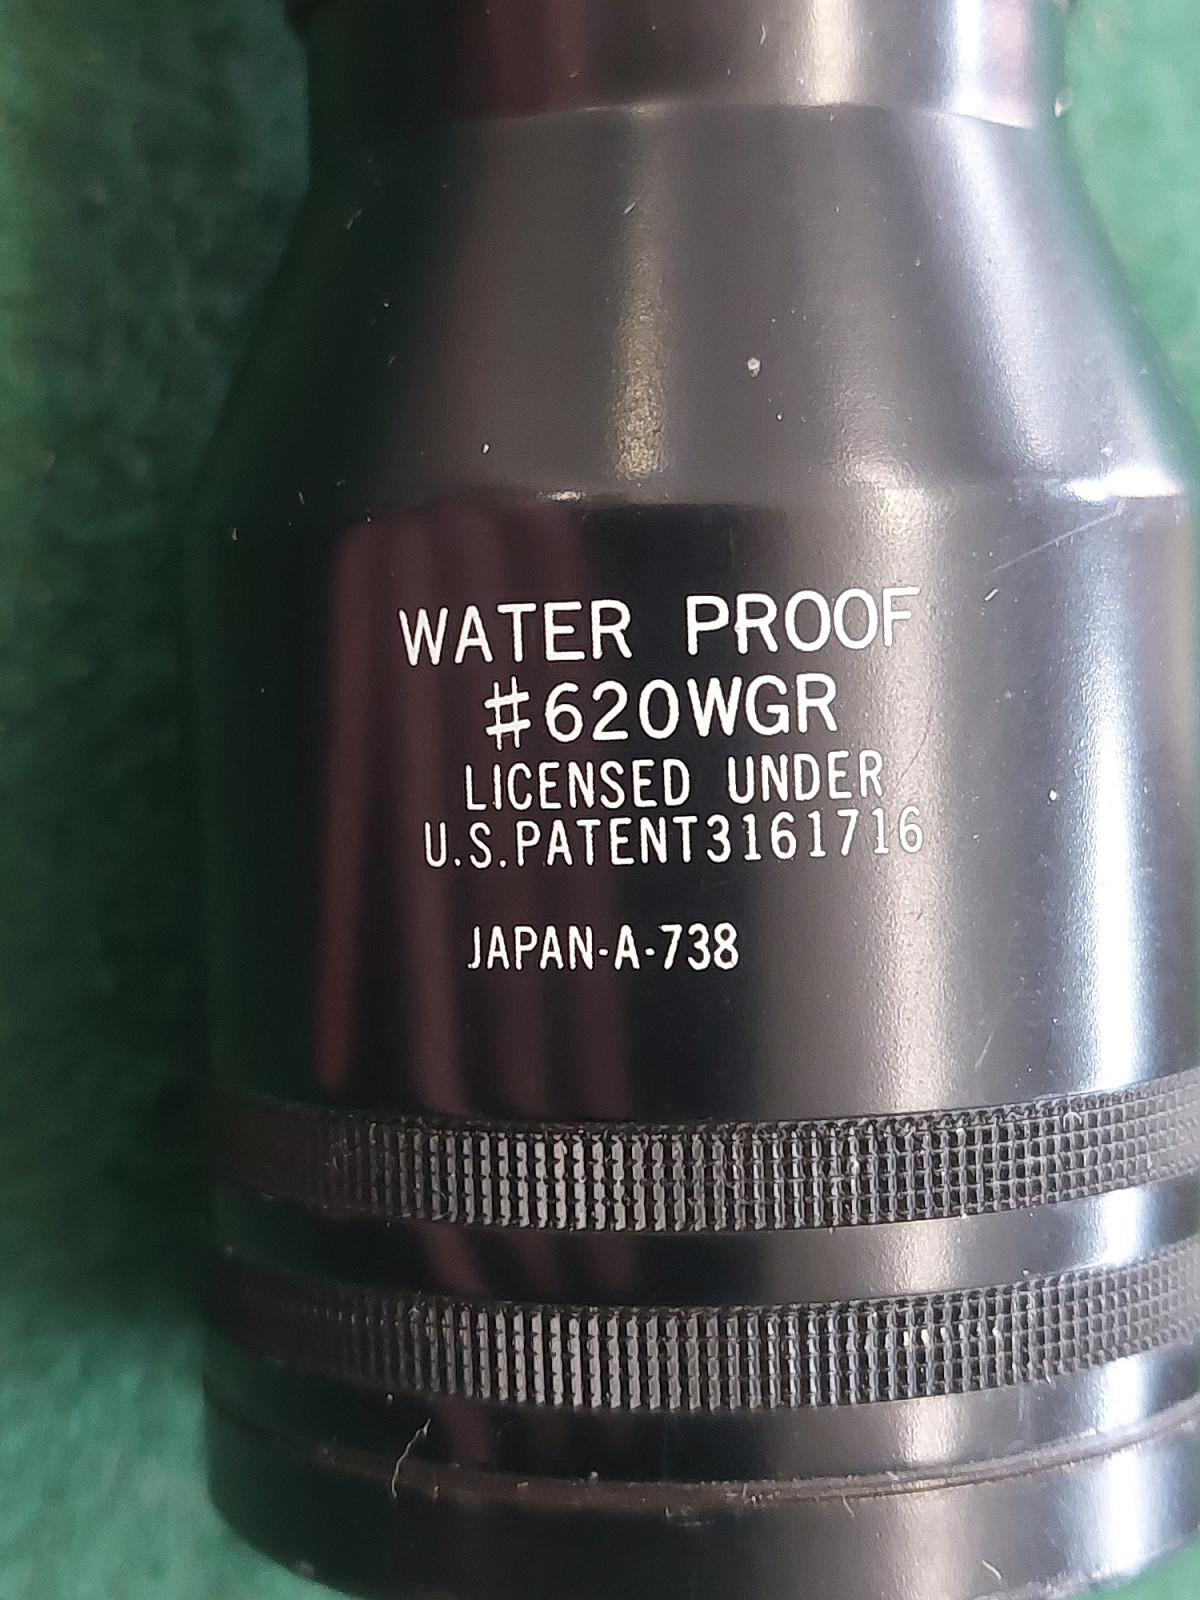 WATER PROOF
#620WGR
LICENSED UNDER
U.S.PATENT3161716
JAPAN-A-738